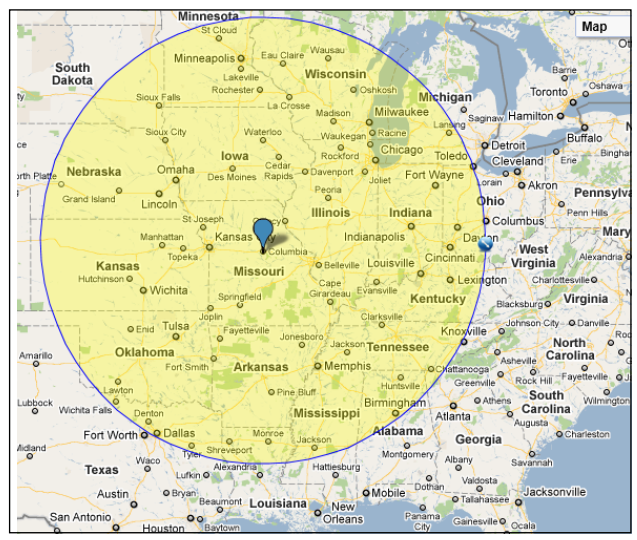 Minnesota
Map
St Cloud
Minneapolis
Eau Claire
Wausau
South
Dakota
Lakeville
Wisconsin
Barrie
Rochester
Oshkosh
Toronto
Oshawa
La Crosse
Michigan
Sioux Falls
Madison
Milwaukee
Saginaw
Hamilton
Sioux City
Waterloo
Waukegan
Racine
Lansing
Buffalo
Rockford
Chicago
Detroit
Iowa
Toledo
Cleveland
Erie
Bingha
orth Platte
Nebraska
Omaha
Cedar
Rapids
Davenport
Joliet
Fort Wayne
orain
Akron
Des Moines
Grand Island
Lincoln
Peoria
Ohio
Pennsylva
St Joseph
Illinois
Indiana
Columbus
Penn Hills
Kansas City
Indianapolis
Manhattan
Topeka
Columbia
Cincinnati
West
Virginia
Mary
Alexandria
Kansas
Missouri
Belleville
Louisville
Hutchinson
Wichita
Cape
Girardeau
Evansville
Lexington
Charlottesville
Springfield
Kentucky
Blacksburg
Virginia
Joplin
Clarksville
Enid
Tulsa
Fayetteville
Jonesboro
Jackson
Tennessee
Knoxville
Johnson City
Danville
Oklahoma
Fort Smith
Arkansas
Memphis
Chattanooga
Asheville
North
Carolina
Amarillo
Lawton
Huntsville
Greenville
Rock Hill
Fayetteville
Pine Bluff
Lubbock
Wichita Falls
Denton
Mississippi
Birmingham
Athens
South
Carolina
Wilmington
Atlanta
Augusta
Fort Worth
Dallas
Monroe
Alabama
Charleston
Tyler
Shreveport
Jackson
Georgia
Midland
Waco
Montgomery
Texas
Lufkin
Alexandria
Hattiesburg
Albany
Savannah
Austin
Bryan
Mobile
Dothan
Valdosta
Jacksonville
Beaumont
Louisiana
New
Orleans
Tallahassee
San Antonio
Houston
Baytown
Panama
City
Gainesville
Ocala